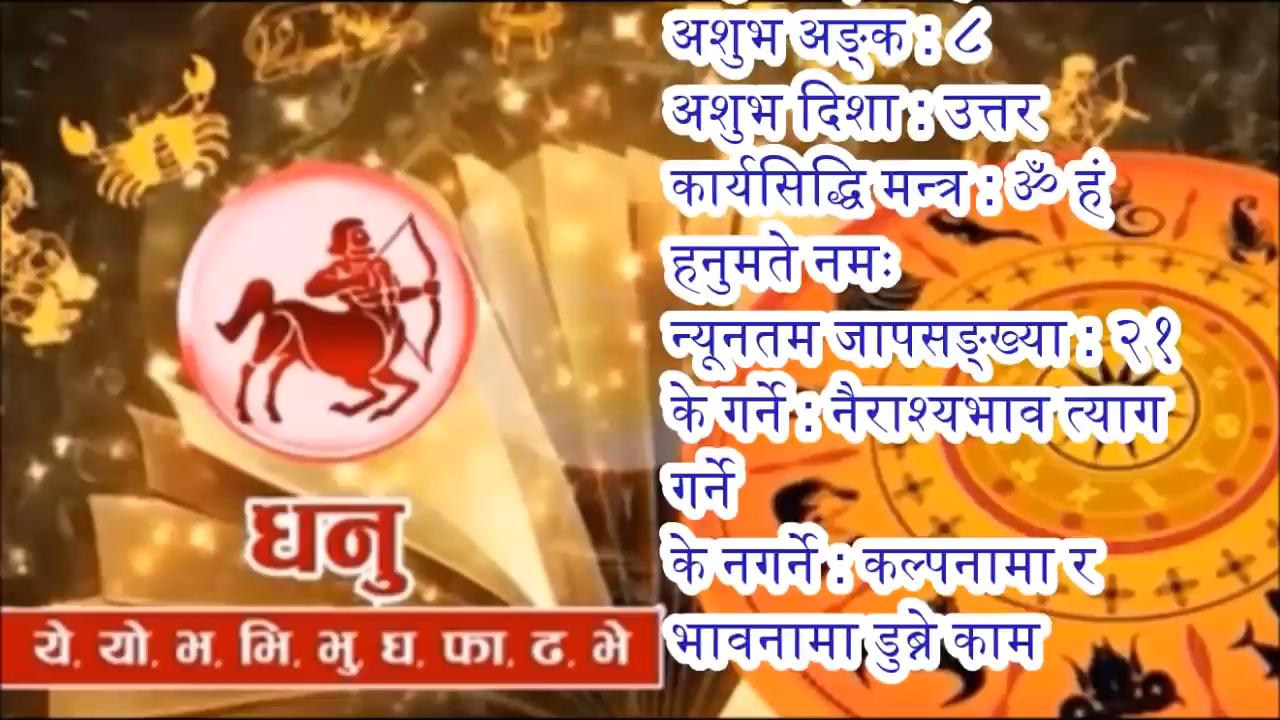 अशुभ अङ्क : ८
अशुभ दिशा : उत्तर
कार्यसिद्धि मन्त्र : ॐ हं
हनुमते नमः
न्यूनतम जापसङ्ख्या : २१
के गर्ने : नैराश्यभाव त्याग
गर्ने
के नगर्ने : कल्पनामा र
भावनामा डुब्ने काम
धनु
ये. यो. भ. भि. भु. ध. फा. ढ. भे